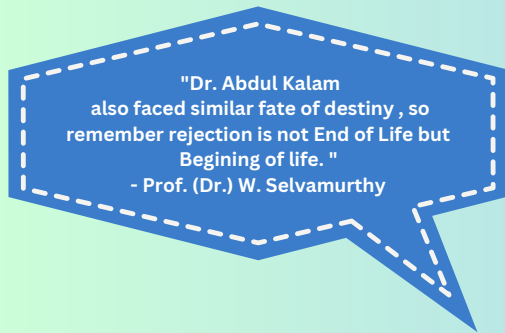 "Dr. Abdul Kalam
also faced similar fate of destiny , so
remember rejection is not End of Life but
Begining of life. "
- Prof. (Dr.) W. Selvamurthy